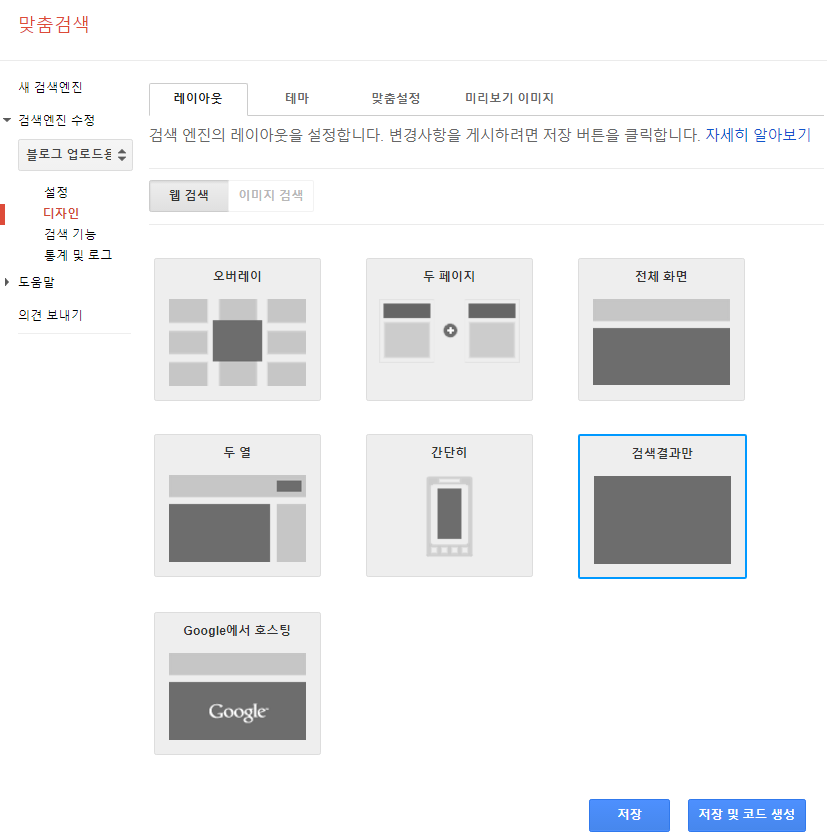 맞춤검색
새 검색엔진
검색엔진 수정
블로그 업로드용
설정
디자인
검색 기능
통계 및 로그
도움말
의견 보내기
레이아웃 테마 맞춤설정 미리보기 이미지
검색 엔진의 레이아웃을 설정합니다. 변경사항을 게시하려면 저장 버튼을 클릭합니다. 자세히 알아보기
웹 검색 이미지 검색
오버레이 두 페이지 전체 화면
두 열 간단히 검색결과만
Google에서 호스팅
Google
저장 저장 및 코드 생성